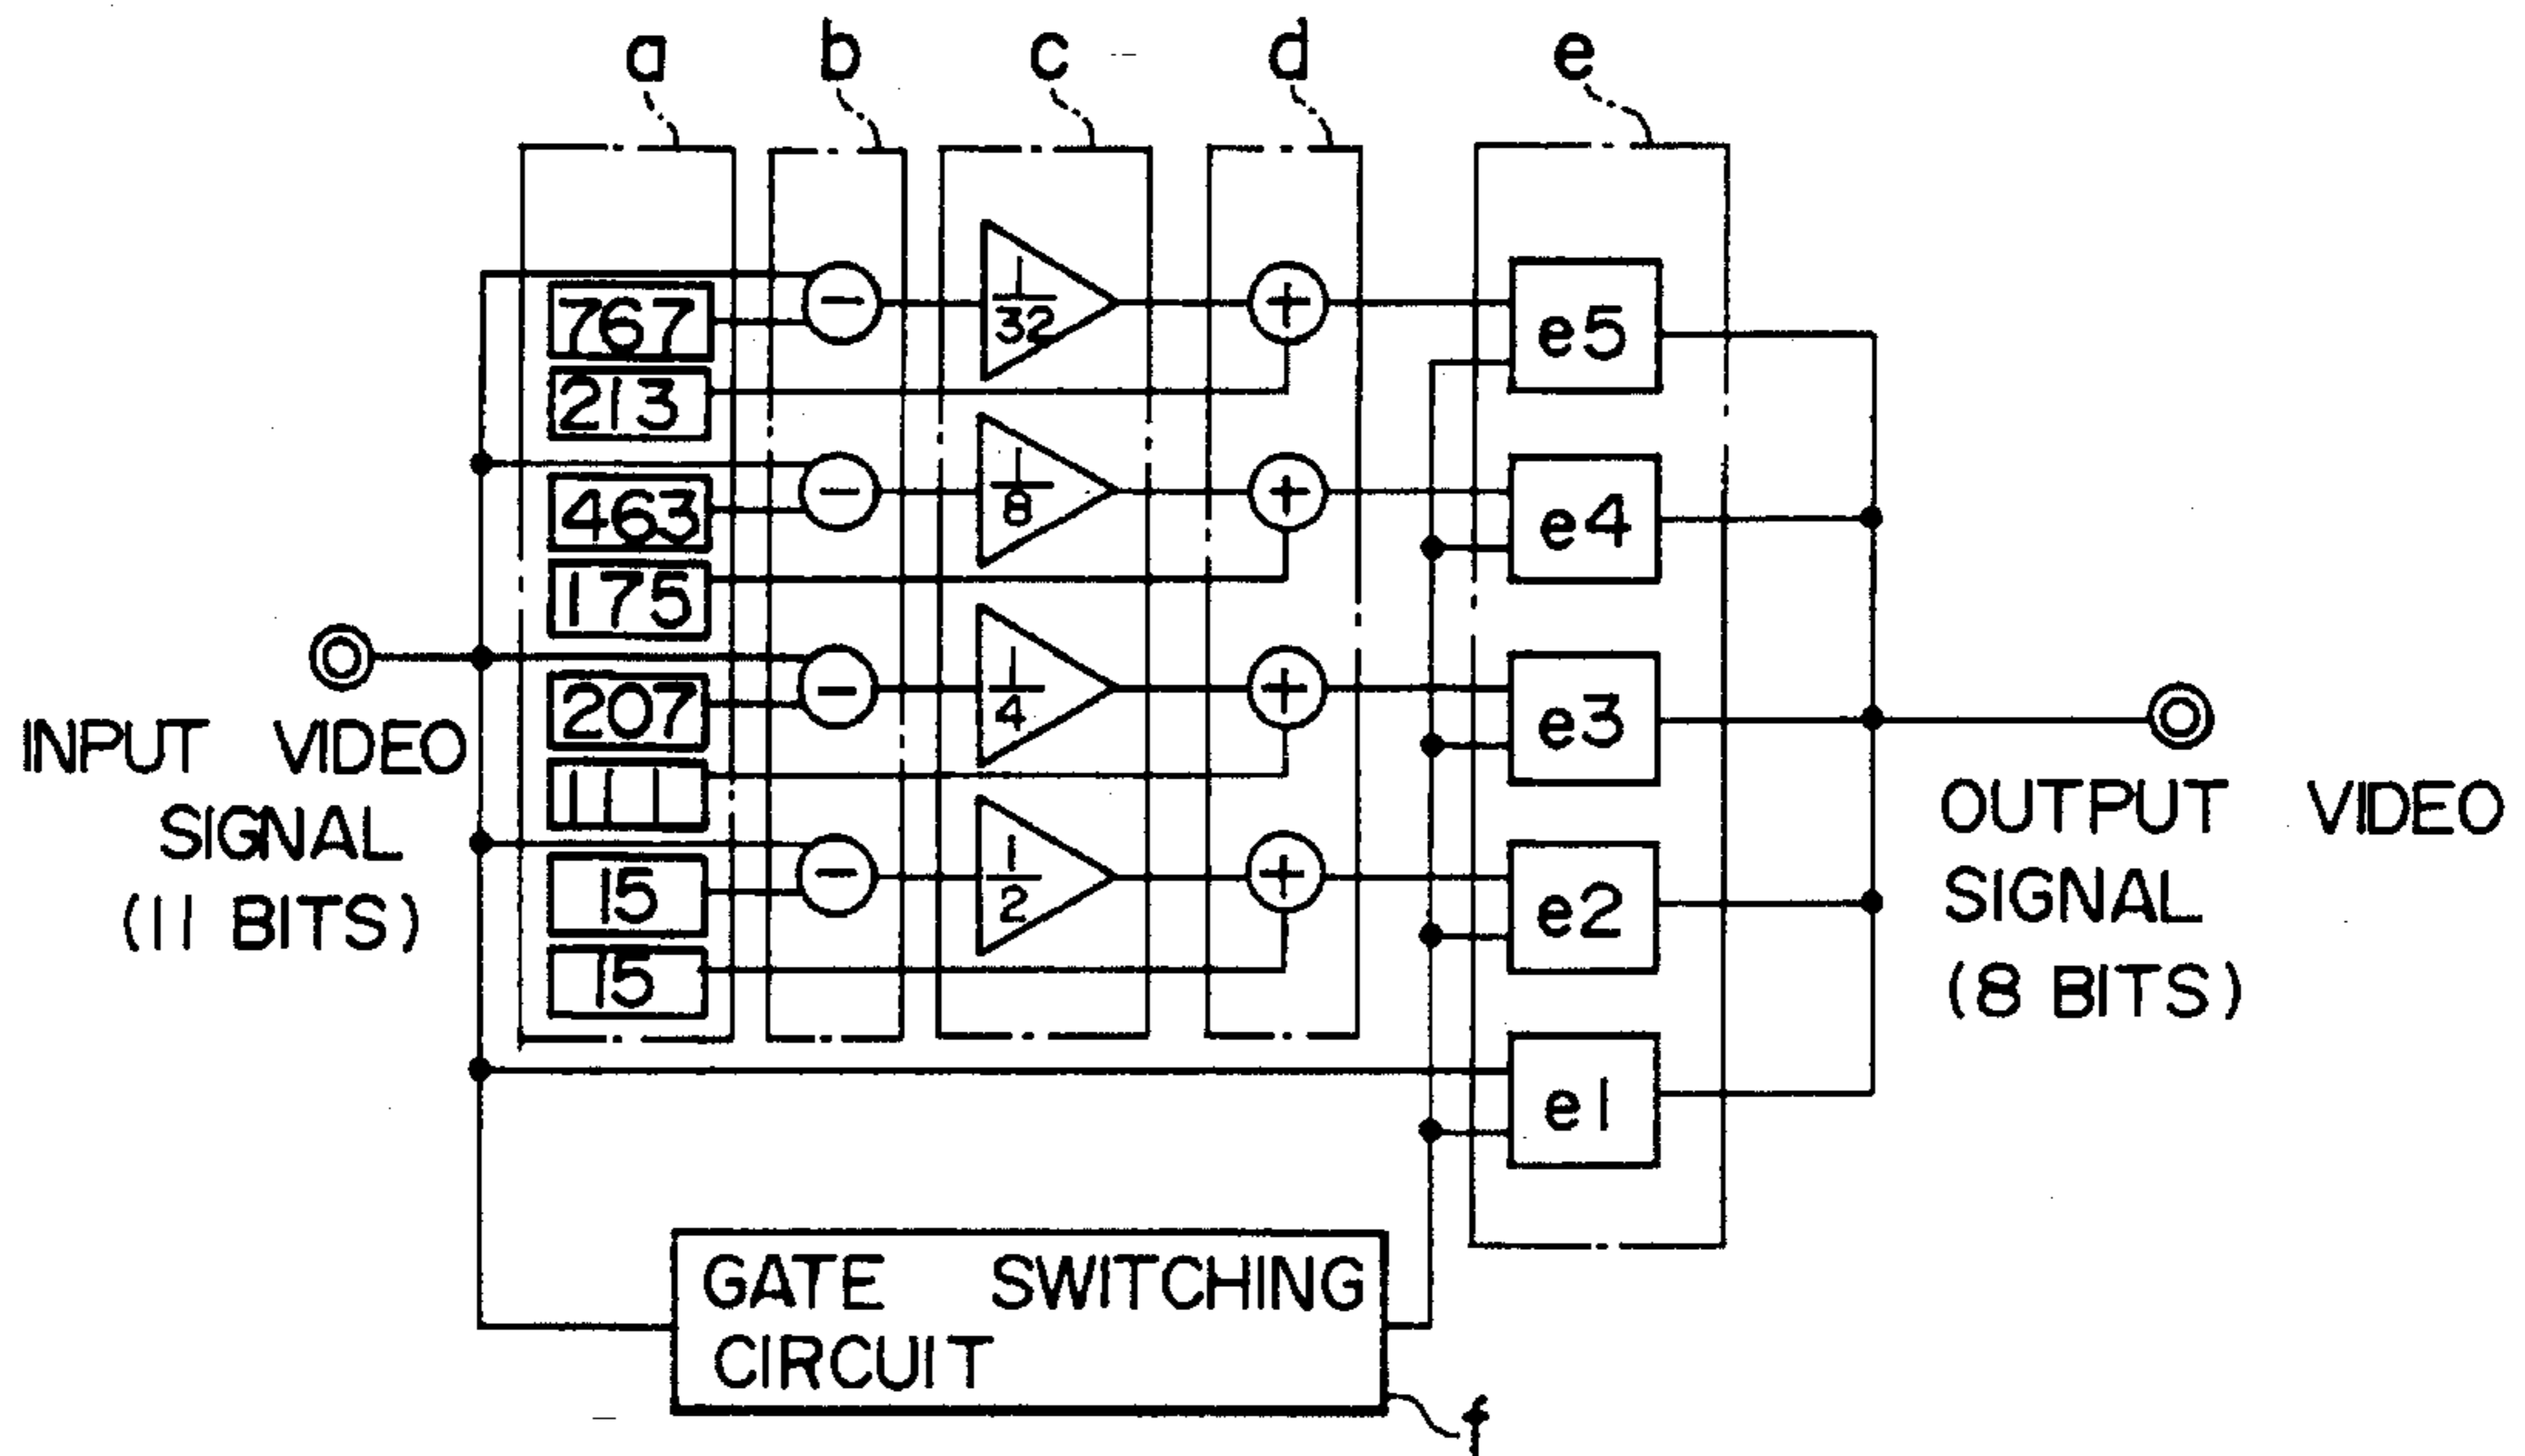 a b c d e
767
1/32
213
e5
463
1/8
175
e4
207
1/4
111
e3
15
1/2
15
e2
e1
INPUT VIDEO
SIGNAL
(11 BITS)
OUTPUT VIDEO
SIGNAL
(8 BITS)
GATE SWITCHING
CIRCUIT
f